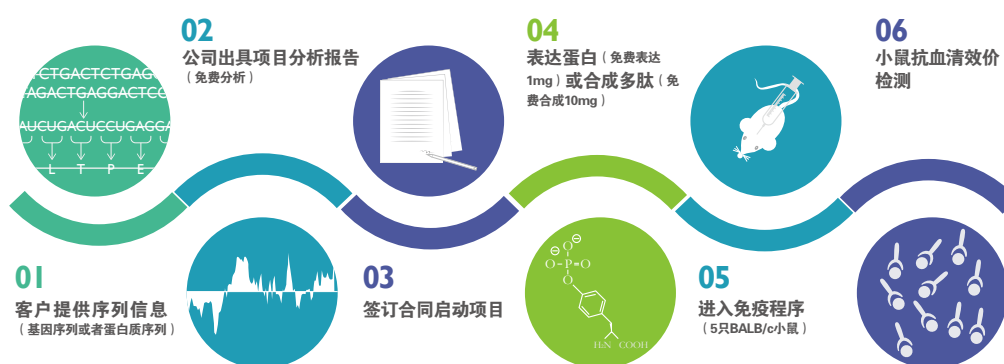 01
客户提供序列信息
（基因序列或者蛋白质序列）
02
公司出具项目分析报告
（免费分析）
03
签订合同启动项目
04
表达蛋白（免费表达
1mg）或合成多肽（免
费合成10mg）
05
进入免疫程序
（5只BALB/c小鼠）
06
小鼠抗血清效价
检测
AGACTGAGGACTCC
AUCUGACUCCUGAGGA
L T P E
O
O–P=O
O
H₂N COOH